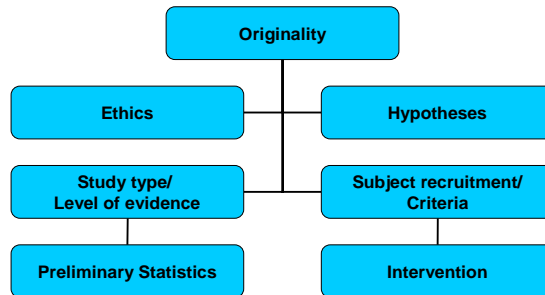 Originality
Ethics
Hypotheses
Study type/
Level of evidence
Subject recruitment/
Criteria
Preliminary Statistics
Intervention